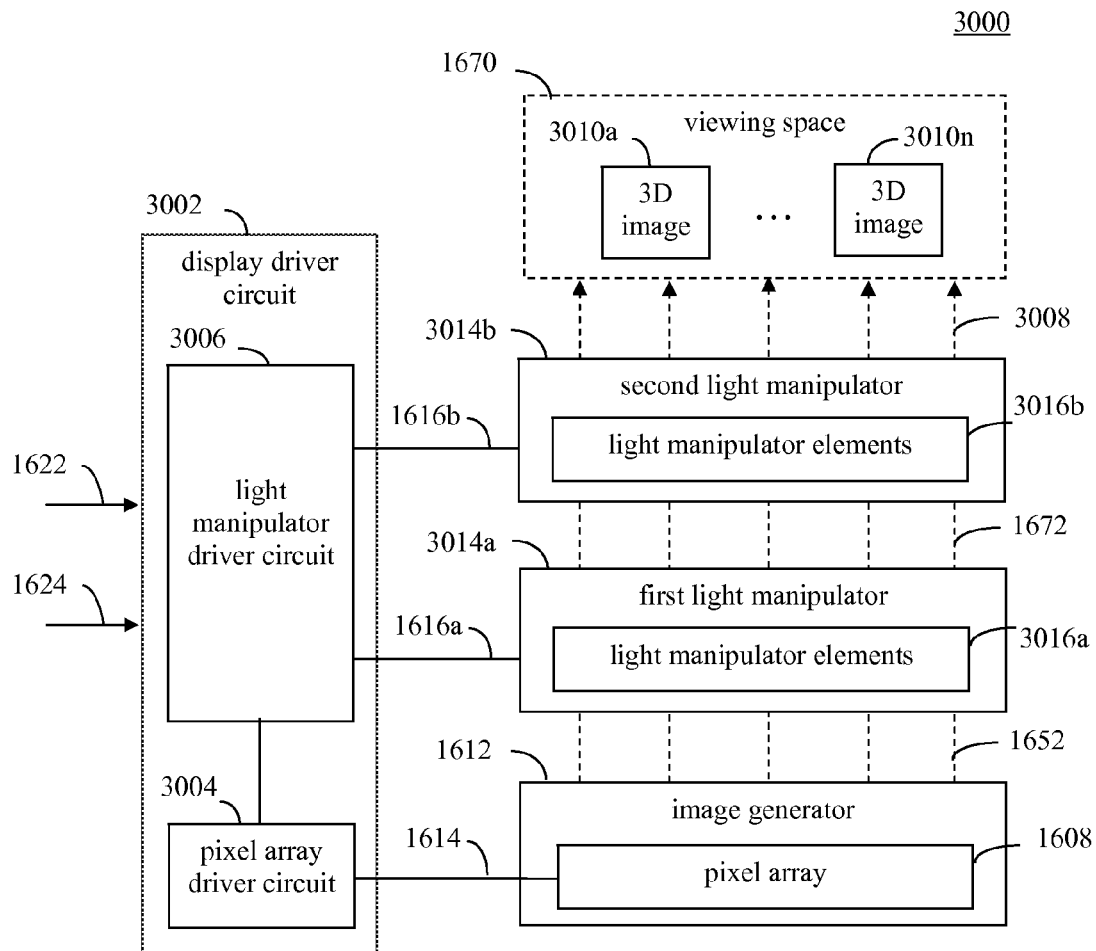 3000
1670
viewing space
3010a
3010n
3D
image
...
3D
image
3002
display driver
circuit
3006
light
manipulator
driver circuit
1622
1624
3008
3014b
second light manipulator
1616b
3016b
light manipulator elements
1672
3014a
first light manipulator
1616a
3016a
light manipulator elements
1652
1612
image generator
3004
pixel array
driver circuit
1614
1608
pixel array